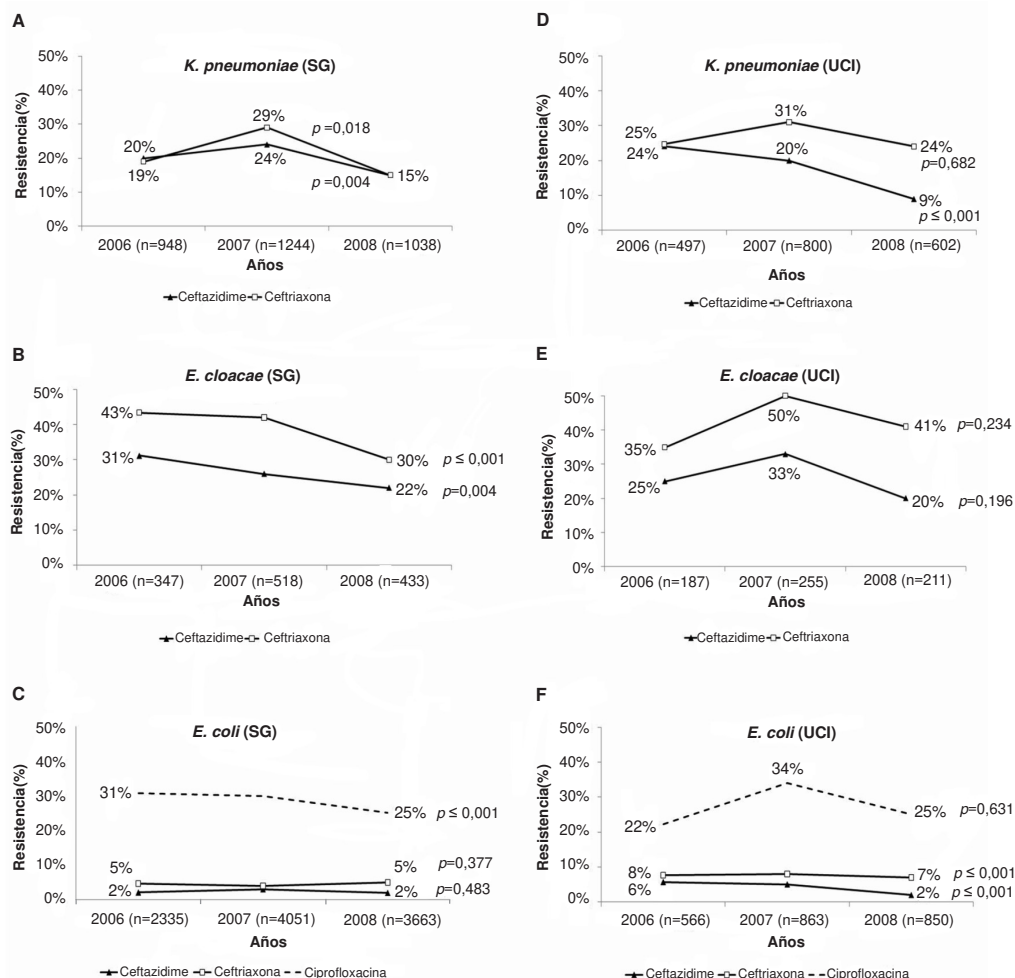 A
K. pneumoniae (SG)
Resistencia(%)
50%
40%
30%
20%
10%
0%
20%
19%
29%
24%
p=0,018
p=0,004
15%
2006 (n=948) 2007 (n=1244) 2008 (n=1038)
Años
Ceftazidime Ceftriaxona
D
K. pneumoniae (UCI)
Resistencia(%)
50%
40%
30%
20%
10%
0%
25%
24%
31%
20%
24%
p=0,682
9%
p ≤ 0,001
2006 (n=497) 2007 (n=800) 2008 (n=602)
Años
Ceftazidime Ceftriaxona
B
E. cloacae (SG)
Resistencia(%)
50%
40%
30%
20%
10%
0%
43%
31%
30% p ≤ 0,001
22% p=0,004
2006 (n=347) 2007 (n=518) 2008 (n=433)
Años
Ceftazidime Ceftriaxona
E
E. cloacae (UCI)
Resistencia(%)
50%
40%
30%
20%
10%
0%
35%
25%
50%
33%
41% p=0,234
20% p=0,196
2006 (n=187) 2007 (n=255) 2008 (n=211)
Años
Ceftazidime Ceftriaxona
C
E. coli (SG)
Resistencia(%)
50%
40%
30%
20%
10%
0%
31%
5%
2%
25% p ≤ 0,001
5% p=0,377
2% p=0,483
2006 (n=2335) 2007 (n=4051) 2008 (n=3663)
Años
Ceftazidime Ceftriaxona Ciprofloxacina
F
E. coli (UCI)
Resistencia(%)
50%
40%
30%
20%
10%
0%
22%
8%
6%
34%
25% p=0,631
7% p ≤ 0,001
2% p ≤ 0,001
2006 (n=566) 2007 (n=863) 2008 (n=850)
Años
Ceftazidime Ceftriaxona Ciprofloxacina